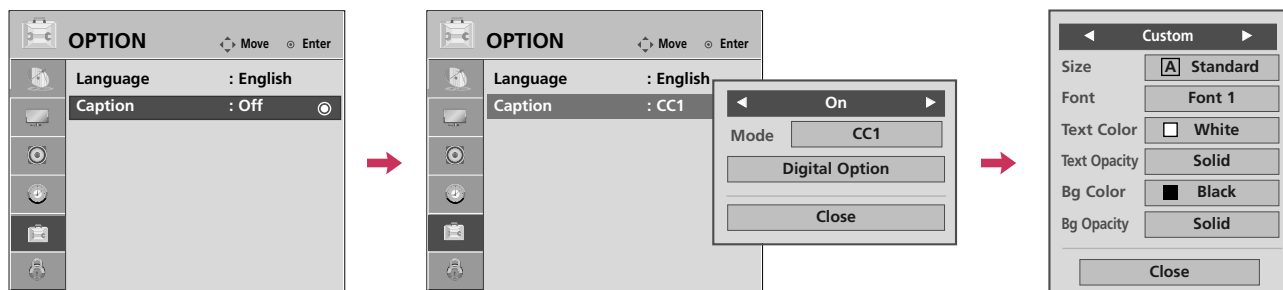 OPTION Move Enter
Language : English
Caption : Off
OPTION Move Enter
Language : English
Caption : CC1
On
Mode CC1
Digital Option
Close
Custom
Size A Standard
Font Font 1
Text Color White
Text Opacity Solid
Bg Color Black
Bg Opacity Solid
Close